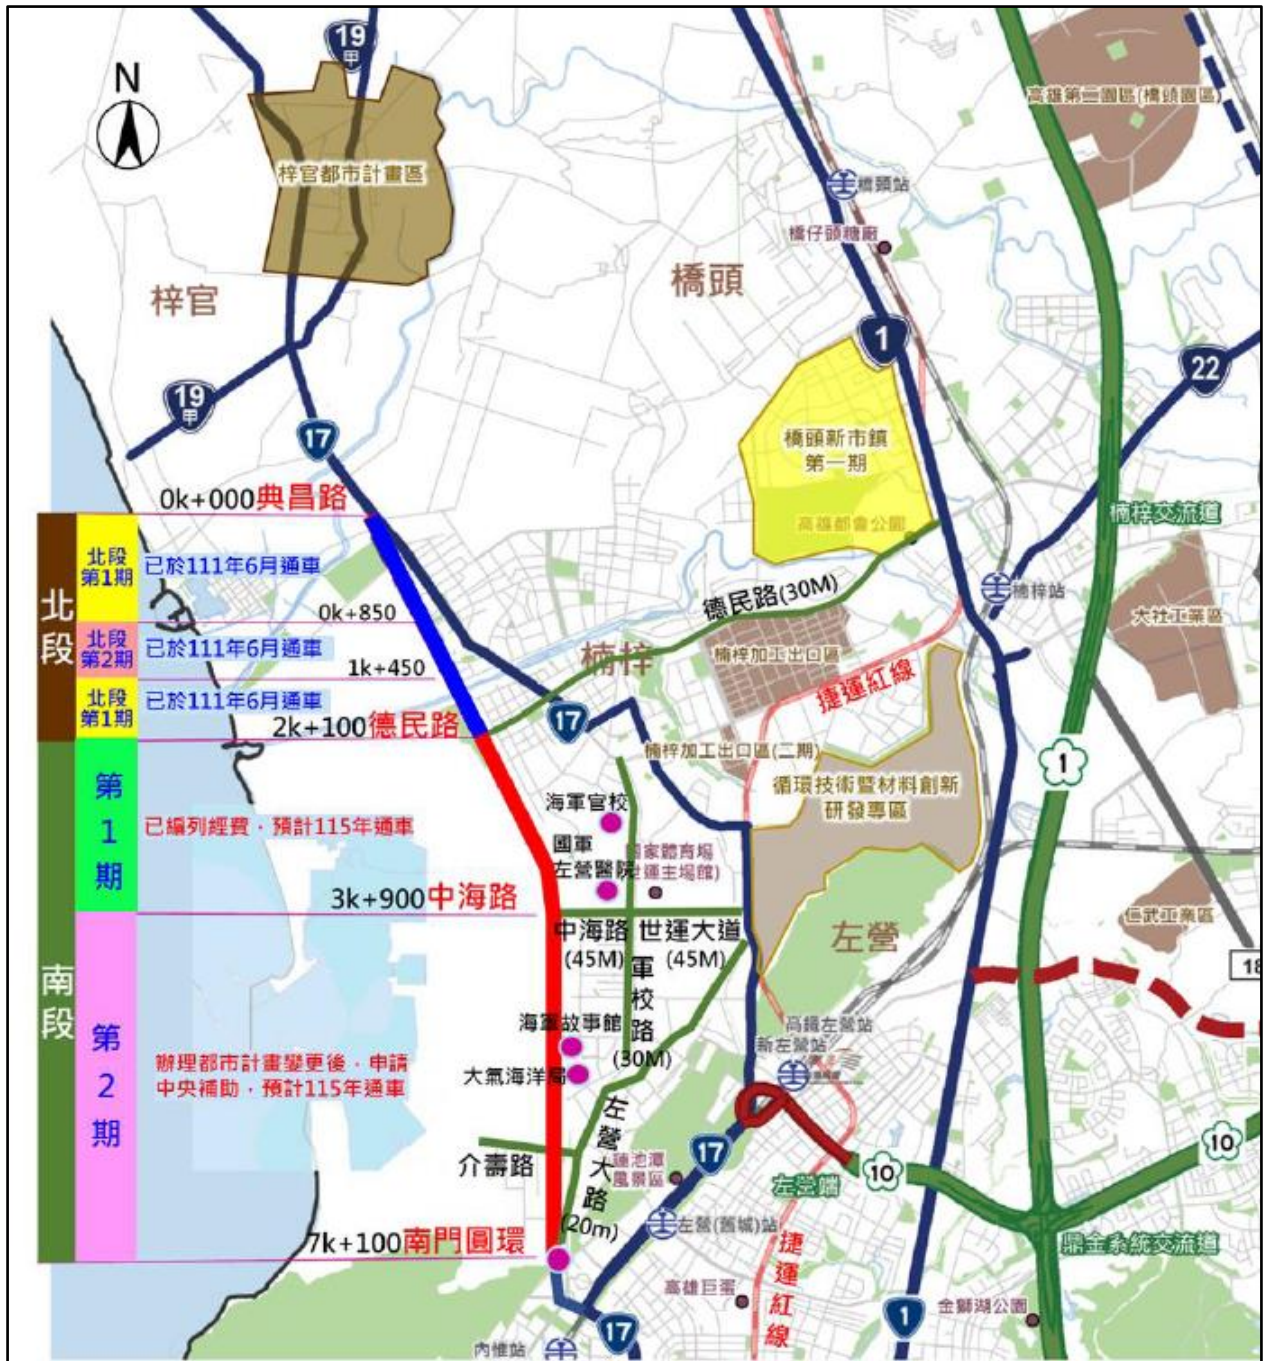 19
甲
N
高雄第二園區(橋頭園區)
梓官都市計畫區
橋頭站
橋仔頭糖廠
橋頭
梓官
1
22
19
甲
17
橋頭新市鎮
第一期
0k+000典昌路
高雄都會公園
楠梓交流道
北段
北段
第1期
已於111年6月通車
0k+850
德民路(30M)
楠梓站
大社工業區
北段
第2期
已於111年6月通車
1k+450
楠梓
楠梓加工出口區
捷運紅線
北段
第1期
已於111年6月通車
2k+100德民路
17
楠梓加工出口區(二期)
1
循環技術暨材料創新
研發專區
南段
第1期
已編列經費，預計115年通車
海軍官校
國軍
左營醫院
國家體育場
(世運主場館)
3k+900中海路
仁武工業區
中海路
(45M)
世運大道
(45M)
左營
軍校路
(30M)
18
第2期
海軍故事館
高鐵左營站
新左營站
辦理都市計畫變更後，申請
中央補助，預計115年通車
大氣海洋局
左營大路
(20m)
介壽路
蓮池潭
風景區
17
左營端
10
10
7k+100南門圓環
左營(舊城)站
捷運紅線
鼎金系統交流道
高雄巨蛋
1
金獅湖公園
17
內惟站